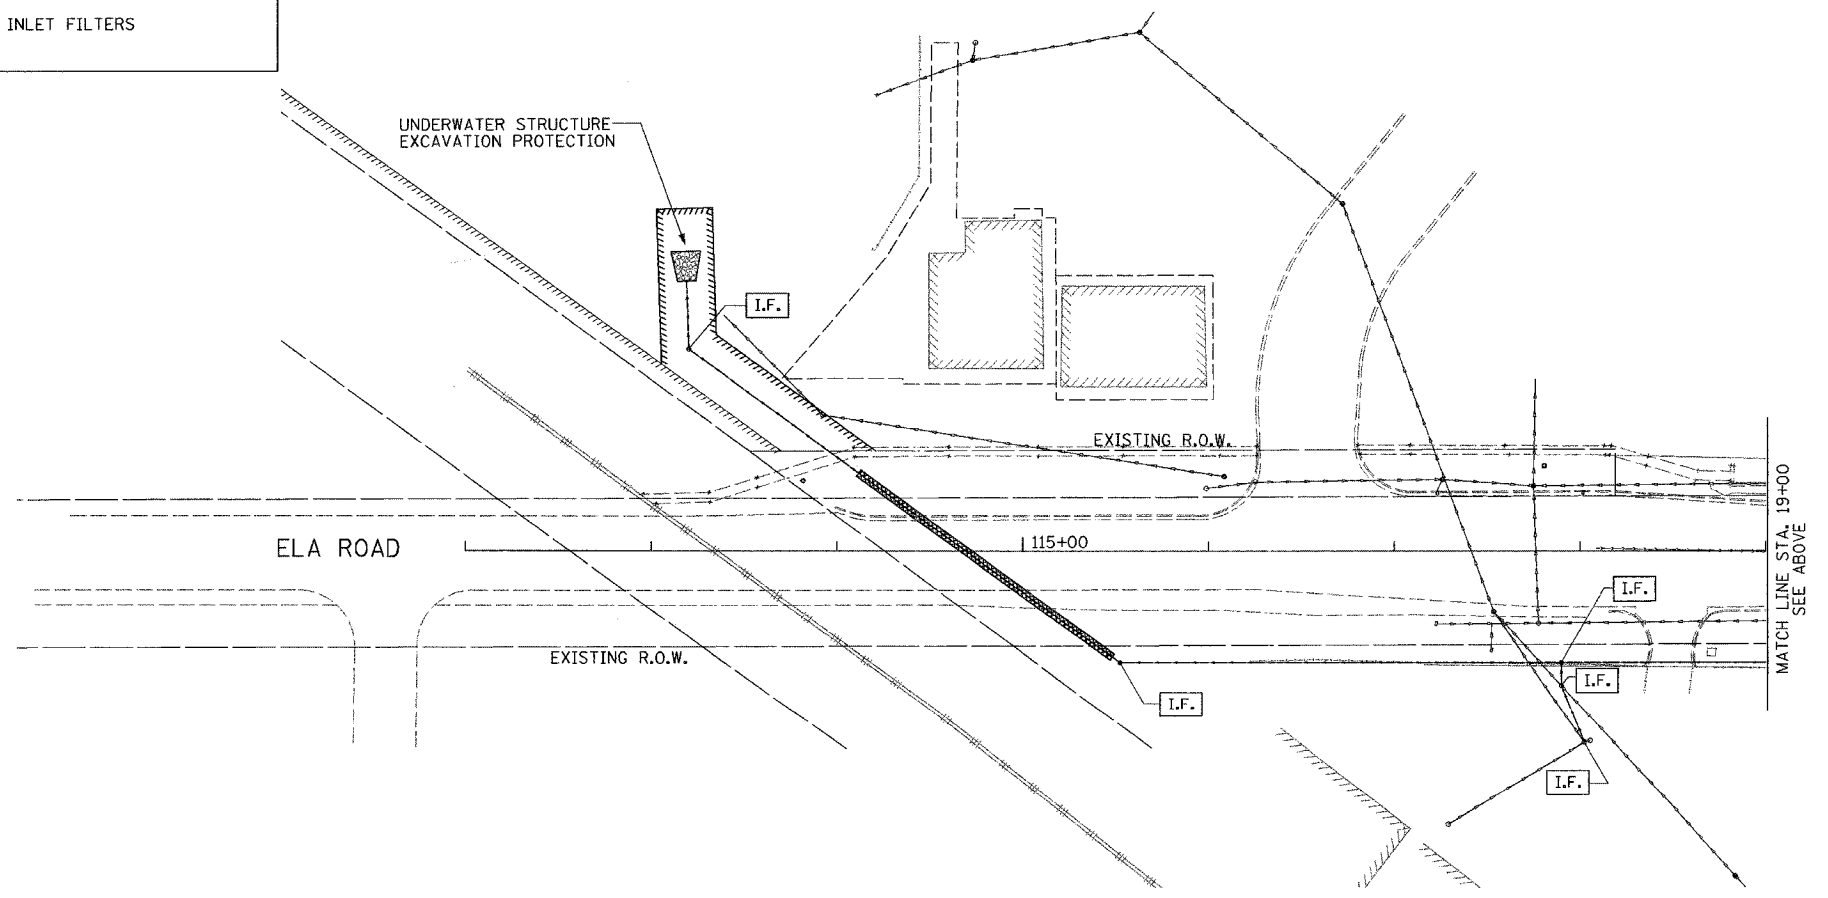 INLET FILTERS
UNDERWATER STRUCTURE
EXCAVATION PROTECTION
I.F.
EXISTING R.O.W.
ELA ROAD
115+00
MATCH LINE STA. 19+00
SEE ABOVE
I.F.
EXISTING R.O.W.
I.F.
I.F.
I.F.